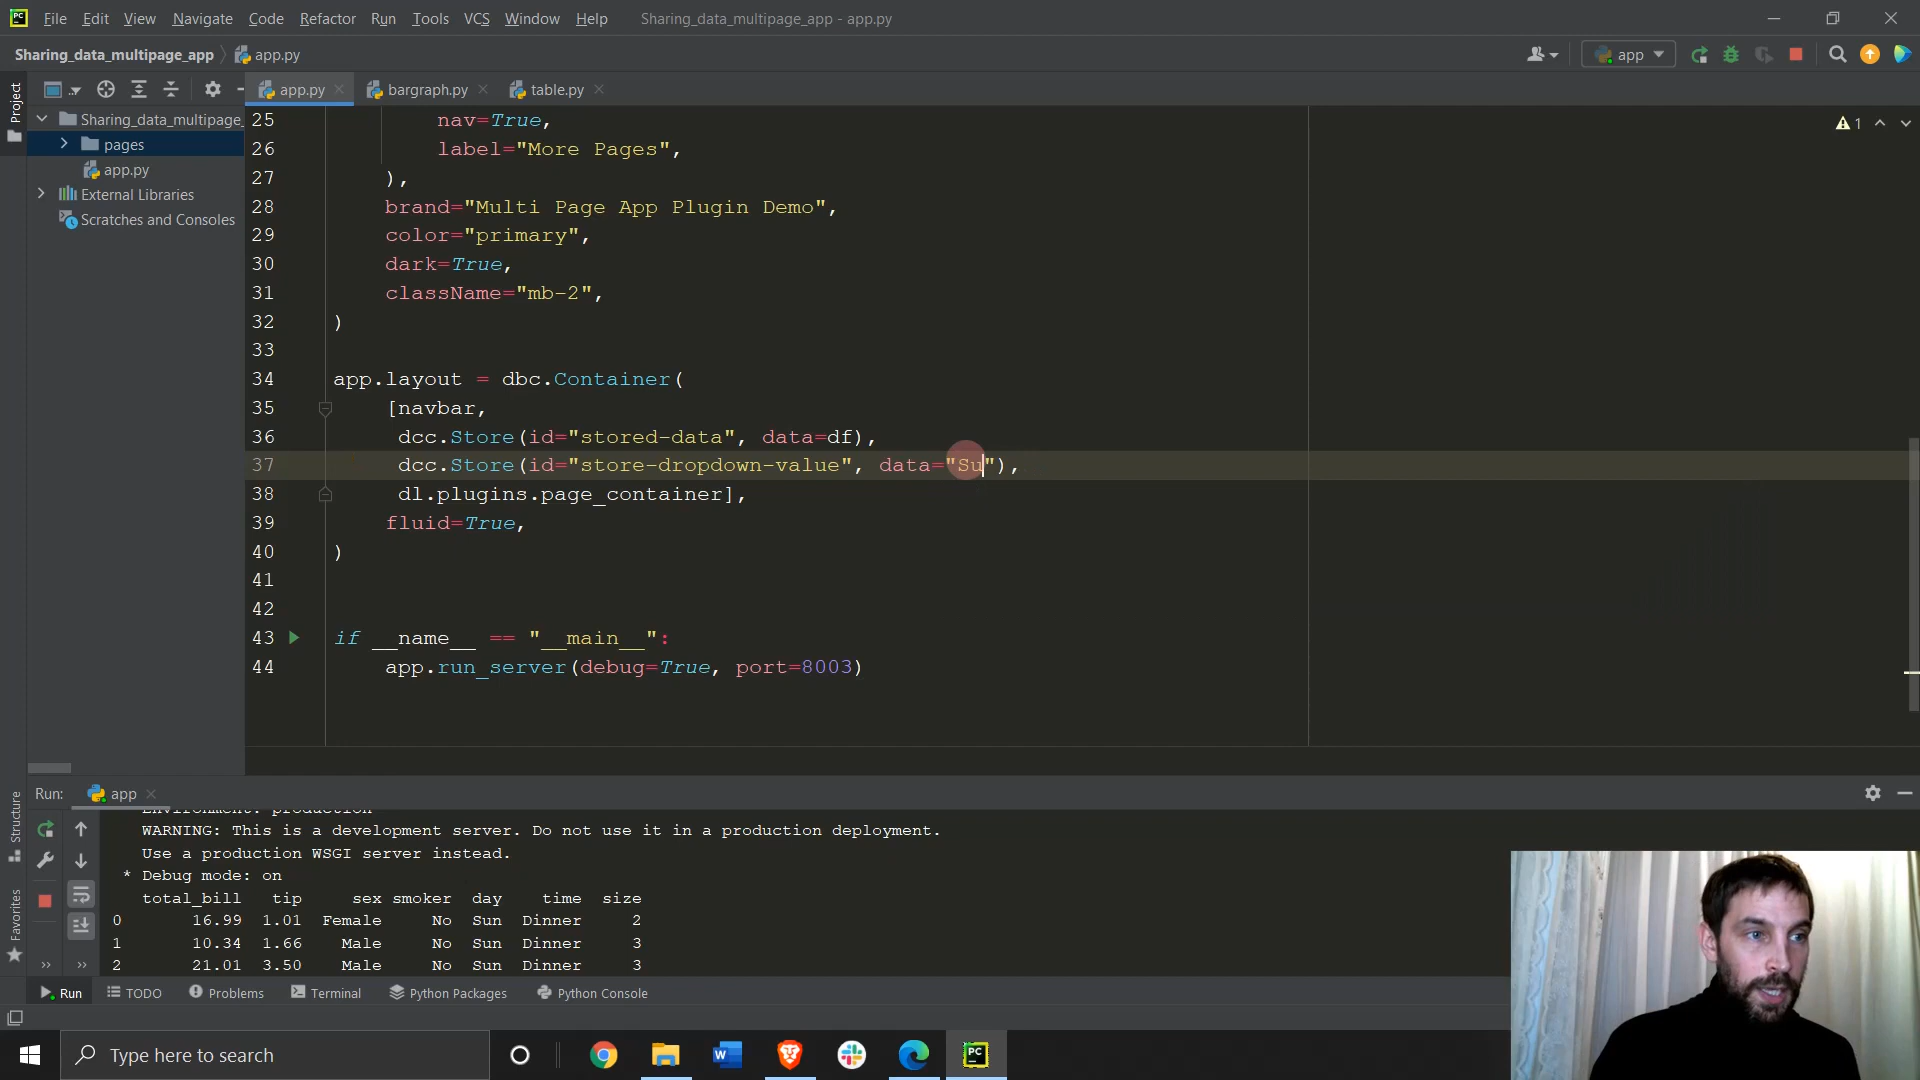 File Edit View Navigate Code Refactor Run Tools VCS Window Help Sharing_data_multipage_app - app.py
Sharing_data_multipage_app app.py
app
app.py bargraph.py table.py
Project
Sharing_data_multipage_
pages
app.py
External Libraries
Scratches and Consoles
1
25 nav=True,
26 label="More Pages",
27 ),
28 brand="Multi Page App Plugin Demo",
29 color="primary",
30 dark=True,
31 className="mb-2",
32 )
33
34 app.layout = dbc.Container(
35 [navbar,
36 dcc.Store(id="stored-data", data=df),
37 dcc.Store(id="store-dropdown-value", data="Su"),
38 dl.plugins.page_container],
39 fluid=True,
40 )
41
42
43 if __name__ == "__main__":
44 app.run_server(debug=True, port=8003)
Run: app
Structure
Favorites
Environment: production
WARNING: This is a development server. Do not use it in a production deployment.
Use a production WSGI server instead.
* Debug mode: on
total_bill tip sex smoker day time size
0 16.99 1.01 Female No Sun Dinner 2
1 10.34 1.66 Male No Sun Dinner 3
2 21.01 3.50 Male No Sun Dinner 3
Run TODO Problems Terminal Python Packages Python Console
Type here to search